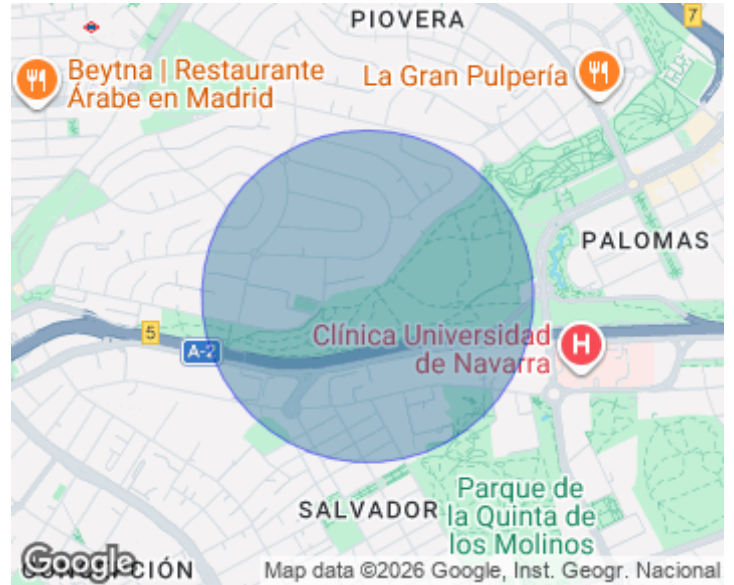 PIOVERA
7
Beytna | Restaurante
Árabe en Madrid
La Gran Pulpería
PALOMAS
5
A-2
Clínica Universidad
de Navarra
H
SALVADOR
Parque de
la Quinta de
los Molinos
Google
CONCEPCIÓN
Map data ©2026 Google, Inst. Geogr. Nacional